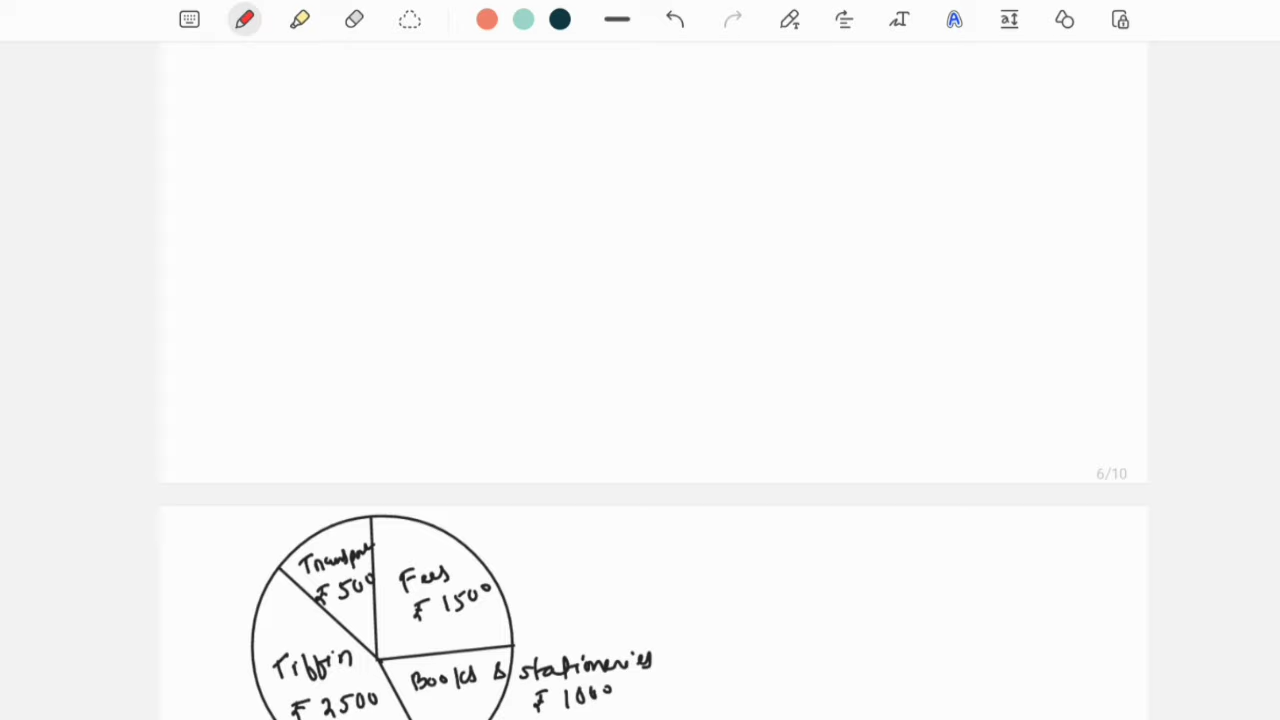 6/10
Transport
₹ 500
Fees
₹ 1500
Tiffin
₹ 2500
Books & stationeries
₹ 1000